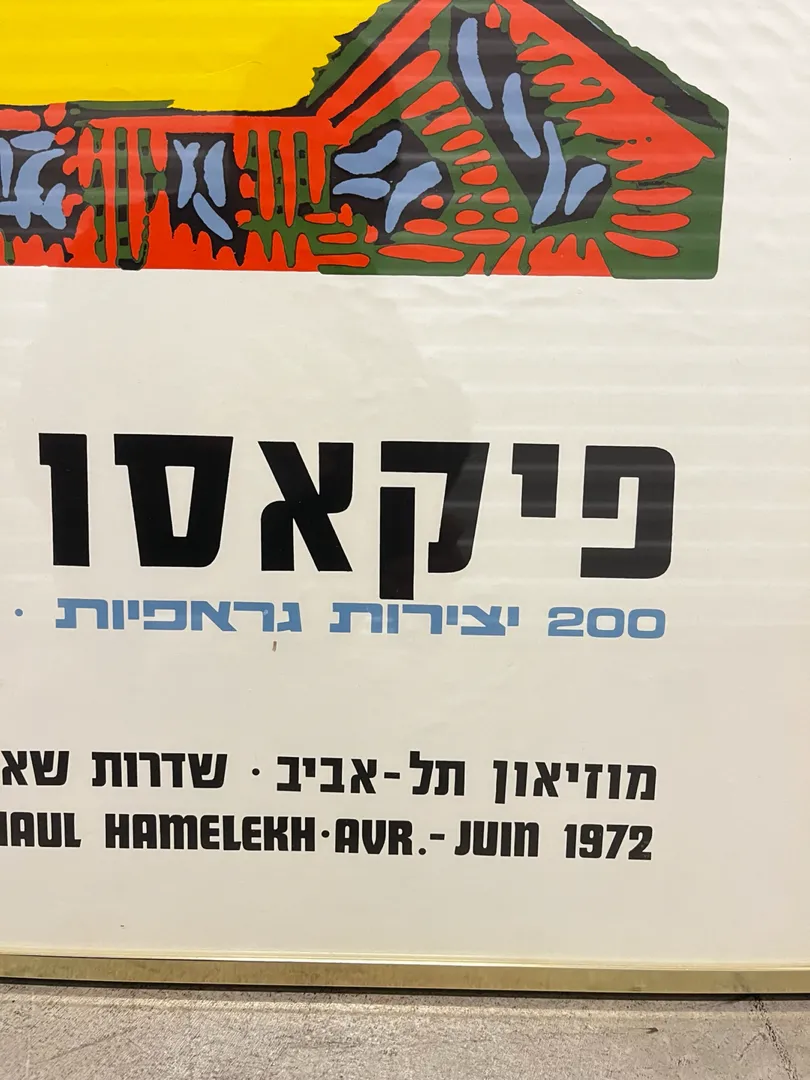 פיקאסו
200 יצירות גראפיות ·
מוזיאון תל-אביב · שדרות שא
HAUL HAMELEKH · AVR. - JUIN 1972